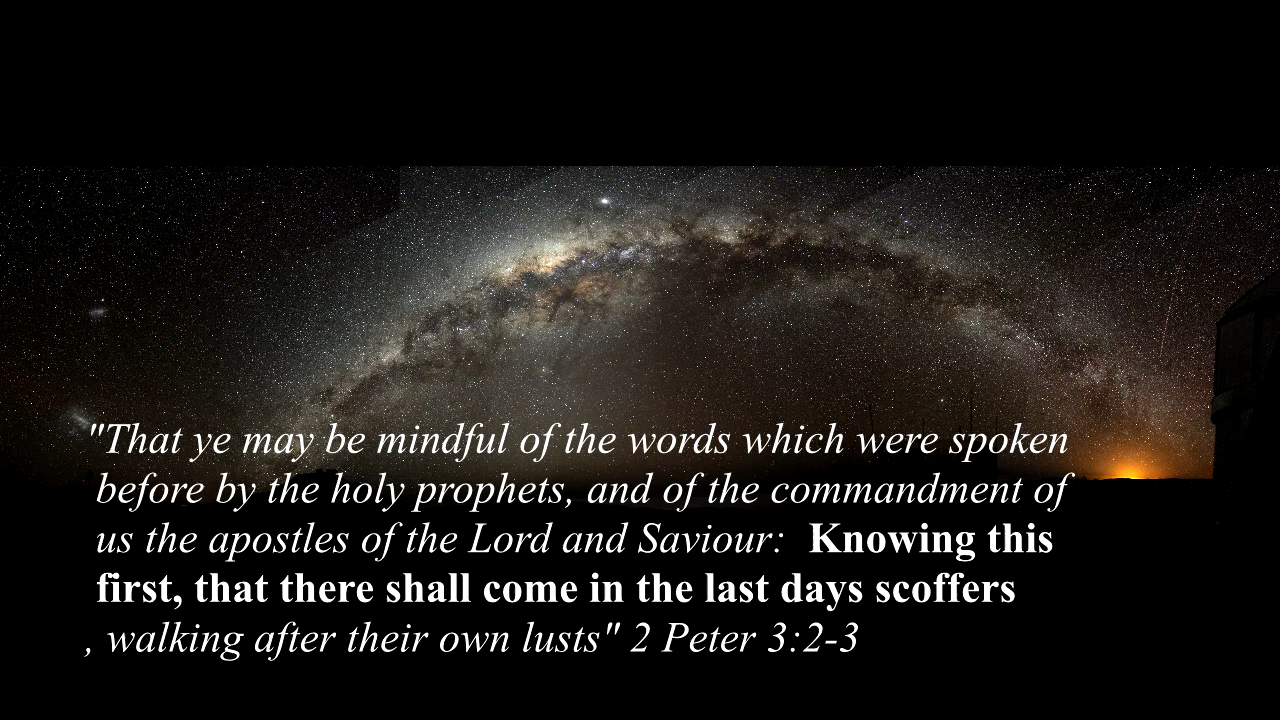 "That ye may be mindful of the words which were spoken
before by the holy prophets, and of the commandment of
us the apostles of the Lord and Saviour:  Knowing this
first, that there shall come in the last days scoffers
, walking after their own lusts" 2 Peter 3:2-3